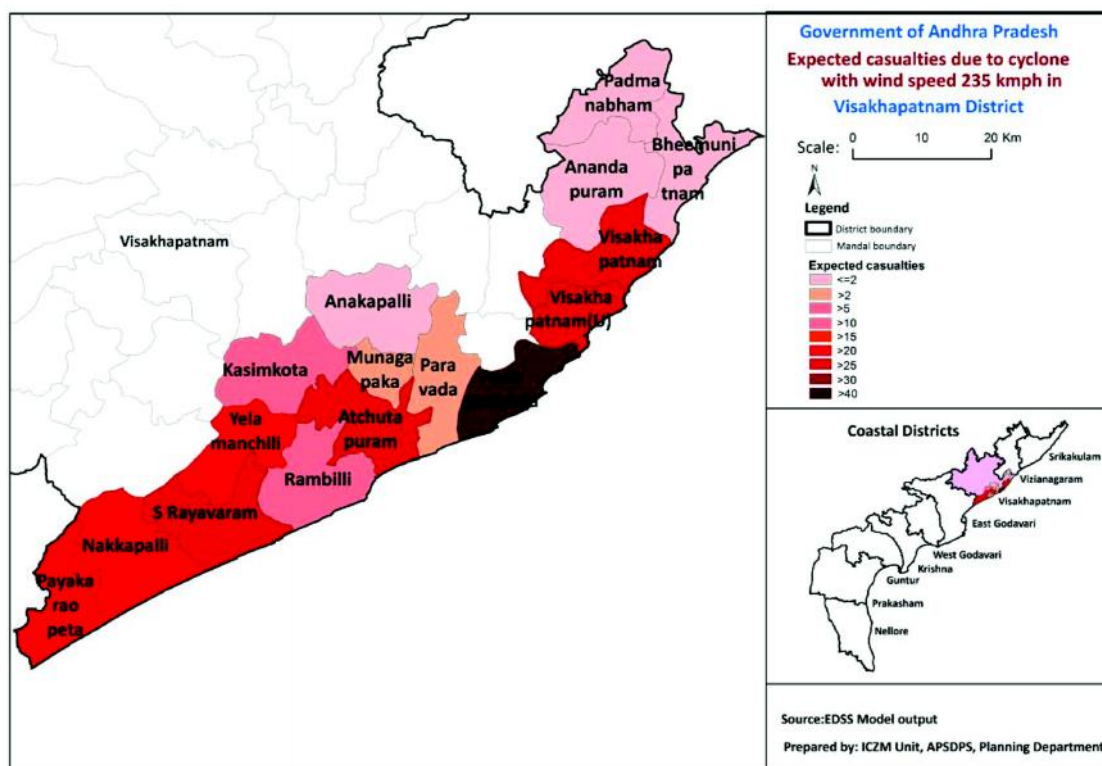 Government of Andhra Pradesh
Expected casualties due to cyclone
with wind speed 235 kmph in
Visakhapatnam District
Scale:
0 10 20 Km
N
Legend
District boundary
Mandal boundary
Expected casualties
<=2
>2
>5
>10
>15
>20
>25
>30
>40
Padma
nabham
Bheemuni
pa
tnam
Ananda
puram
Visakha
patnam
Visakhapatnam
Visakha
patnam(U)
Anakapalli
Munaga
paka
Para
vada
Kasimkota
Yela
manchili
Atchuta
puram
Rambilli
S Rayavaram
Nakkapalli
Payaka
rao
peta
Coastal Districts
Srikakulam
Vizianagaram
Visakhapatnam
East Godavari
West Godavari
Krishna
Guntur
Prakasham
Nellore
Source:EDSS Model output
Prepared by: ICZM Unit, APSDPS, Planning Department